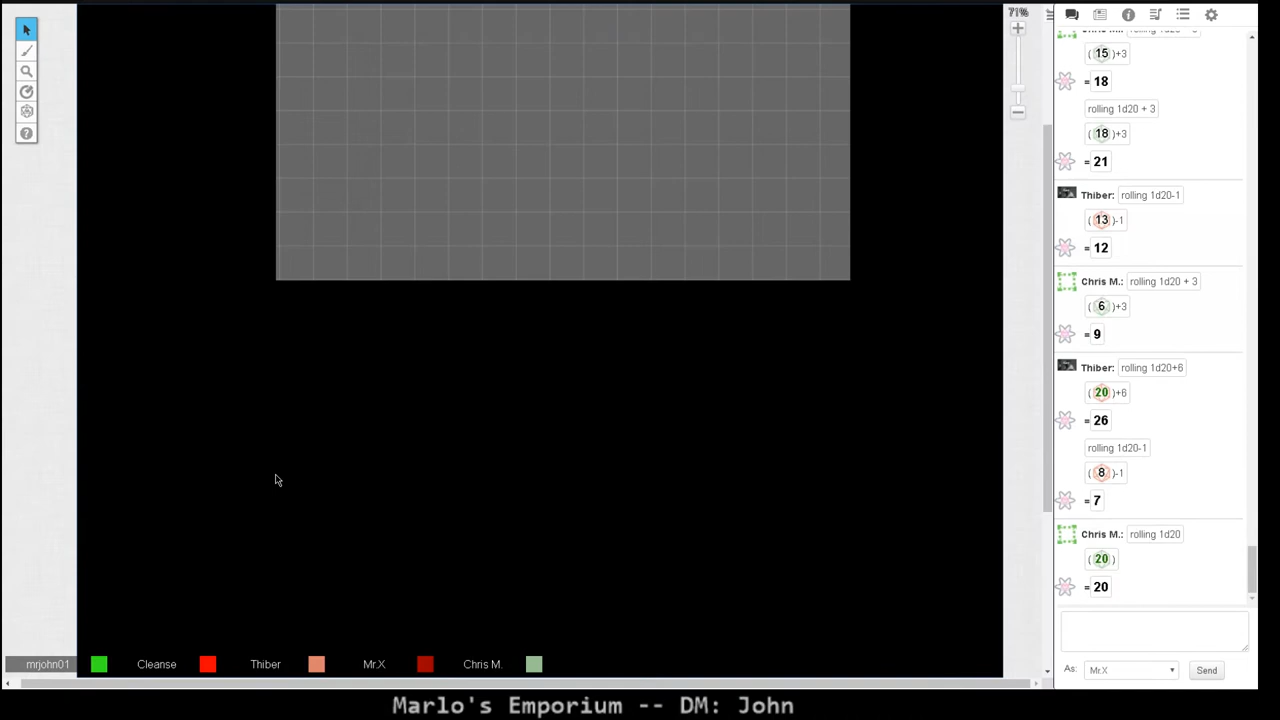 71%
(15)+3
= 18
rolling 1d20 + 3
(18)+3
= 21
Thiber: rolling 1d20-1
(13)-1
= 12
Chris M.: rolling 1d20 + 3
(6)+3
= 9
Thiber: rolling 1d20+6
(20)+6
= 26
rolling 1d20-1
(8)-1
= 7
Chris M.: rolling 1d20
(20)
= 20
As: Mr.X Send
mrjohn01 Cleanse Thiber Mr.X Chris M.
Marlo's Emporium -- DM: John